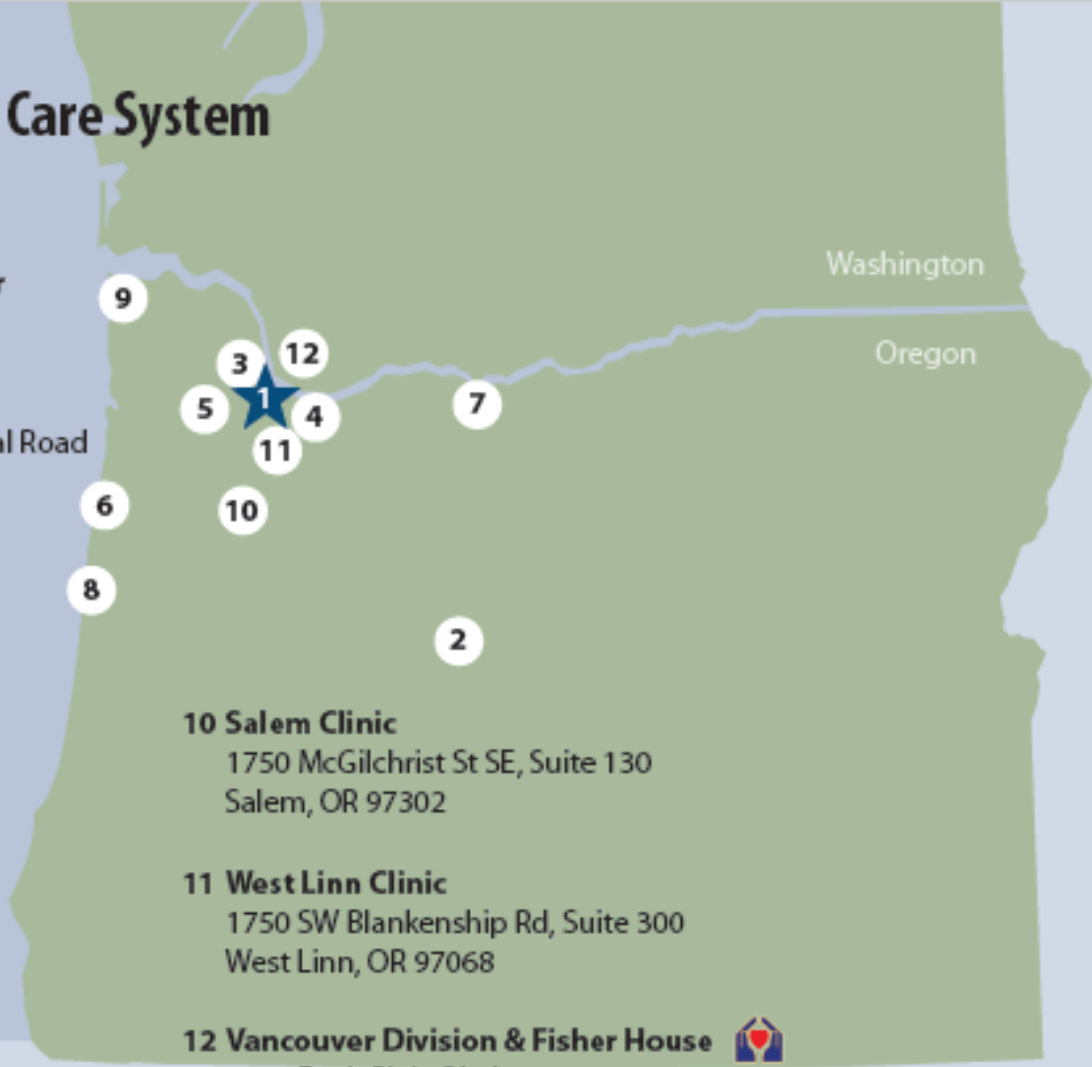 Care System
Washington
9
Oregon
3
12
1
5
4
7
11
al Road
6
10
8
2
10 Salem Clinic
1750 McGilchrist St SE, Suite 130
Salem, OR 97302
11 West Linn Clinic
1750 SW Blankenship Rd, Suite 300
West Linn, OR 97068
12 Vancouver Division & Fisher House